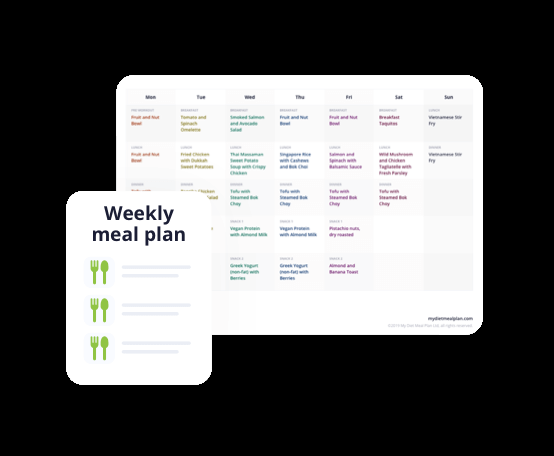 Mon Tue Wed Thu Fri Sat Sun
BREAKFAST BREAKFAST BREAKFAST BREAKFAST BREAKFAST LUNCH
Fruit and Nut Tomato and Smoked Salmon Fruit and Nut Fruit and Nut Breakfast Vietnamese Stir
Bowl Spinach and Avocado Bowl Bowl Taquitos Fry
Omelette Salad
LUNCH LUNCH LUNCH LUNCH LUNCH LUNCH DINNER
Fruit and Nut Fried Chicken Thai Massaman Singapore Rice Salmon and Wild Mushroom Vietnamese Stir
Bowl with Dukkah Sweet Potato with Cashews Spinach with and Chicken Fry
Sweet Potatoes Soup with Crispy and Bok Choi Balsamic Sauce Tagliatelle with
Chicken Fresh Parsley
DINNER DINNER DINNER DINNER DINNER DINNER
Tofu with Chicken Tofu with Tofu with Tofu with Tofu with
Salad Steamed Bok Steamed Bok Steamed Bok Steamed Bok
Choy Choy Choy Choy
SNACK 1 SNACK 1 SNACK 1
Vegan Protein Vegan Protein Pistachio nuts,
with Almond Milk with Almond Milk dry roasted
SNACK 2 SNACK 2 SNACK 2
Greek Yogurt Greek Yogurt Almond and
(non-fat) with (non-fat) with Banana Toast
Berries Berries
mydietmealplan.com
©2019 My Diet Meal Plan Ltd. all rights reserved.
Weekly
meal plan